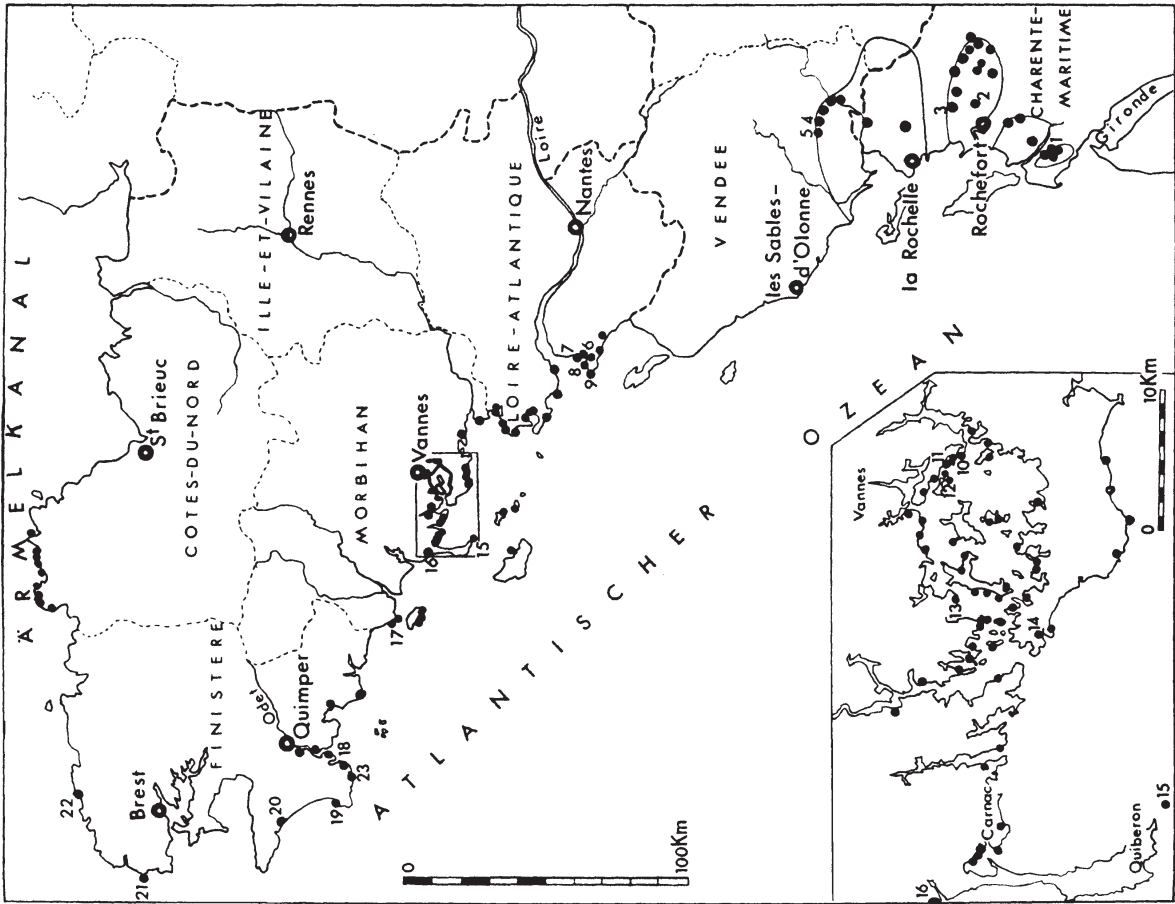 ÄRMELKANAL
22
Brest
21
20
19
FINISTERE
Odet
Quimper
18
23
St Brieuc
COTES-DU-NORD
MORBIHAN
Vannes
16
15
17
ILLE-ET-VILAINE
Rennes
LOIRE-ATLANTIQUE
Loire
Nantes
7
8
6
9
VENDEE
les Sables-
d'Olonne
5 4
la Rochelle
3
2
Rochefort
1
CHARENTE-
MARITIME
Gironde
ATLANTISCHER OZEAN
0
100Km
Vannes
11
12
10
13
14
Carnac
Quiberon
15
16
0
10Km